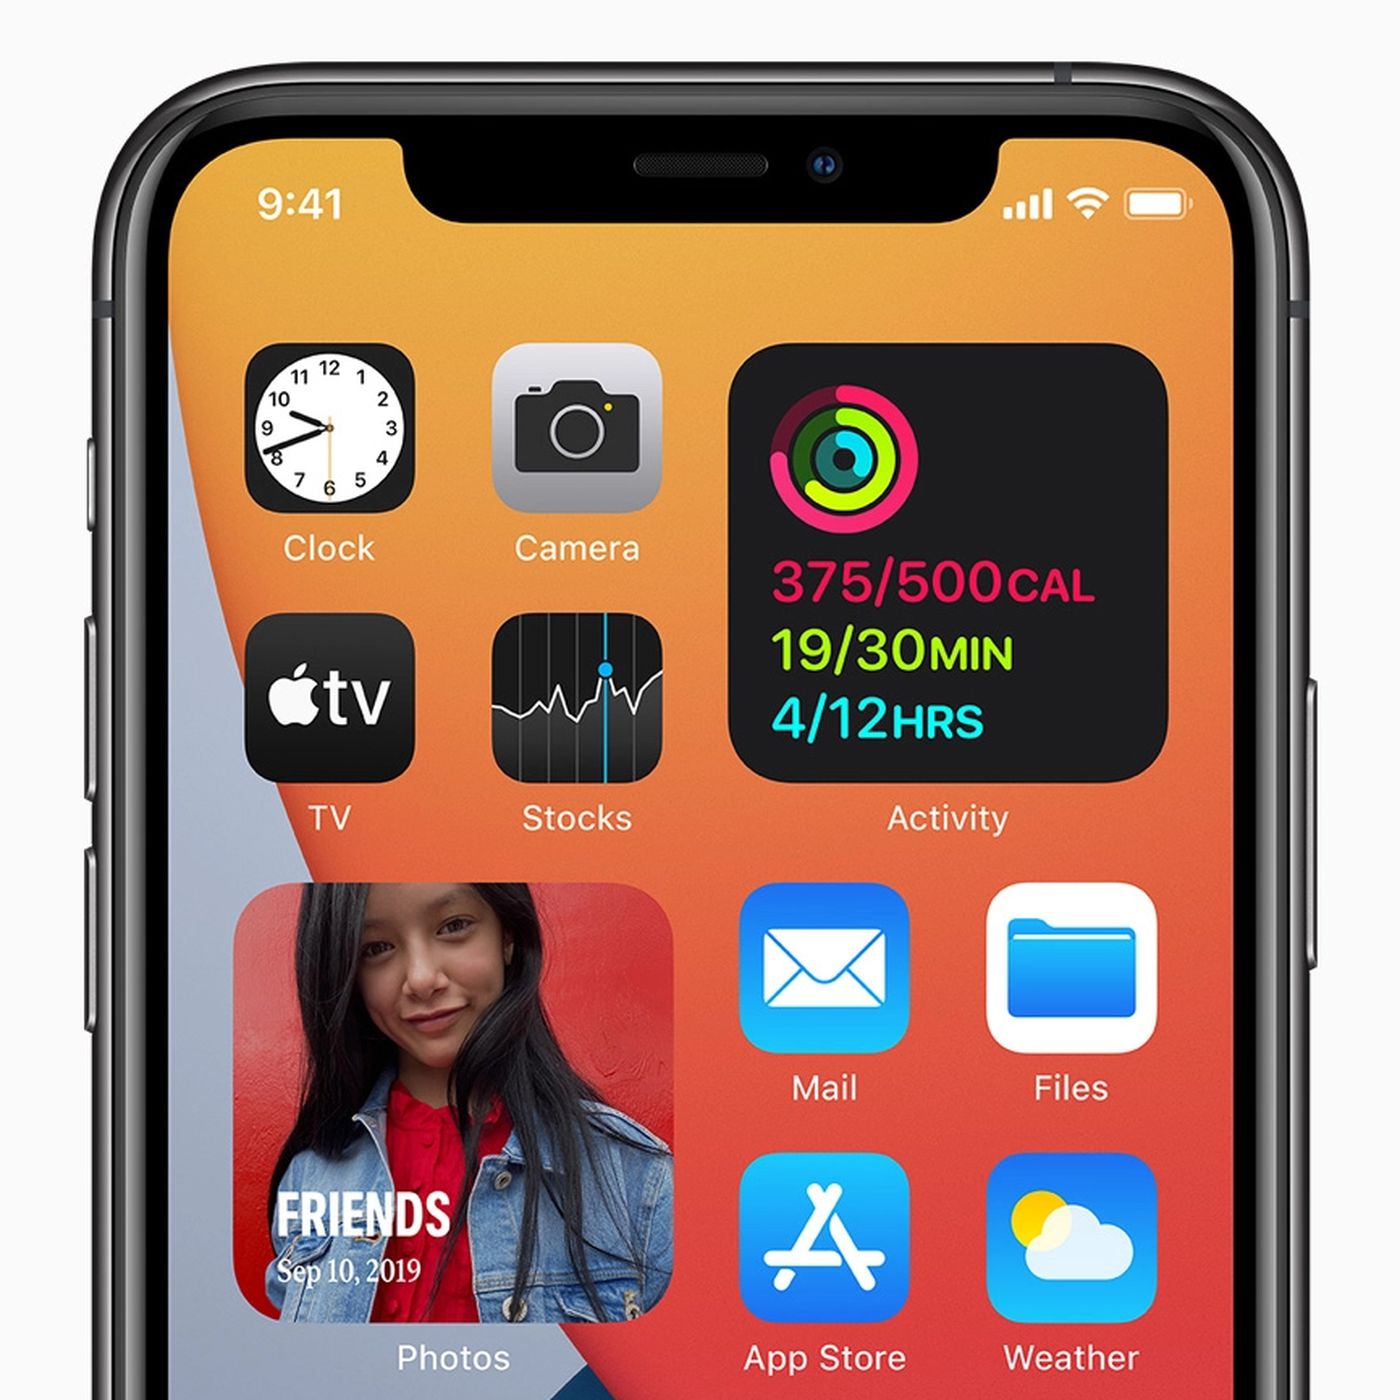 9:41
12
11 1
10 2
9 3
8 4
7 5
6
Clock
Camera
375/500CAL
19/30MIN
4/12HRS
tv
TV
Stocks
Activity
FRIENDS
Sep 10, 2019
Photos
Mail
Files
App Store
Weather